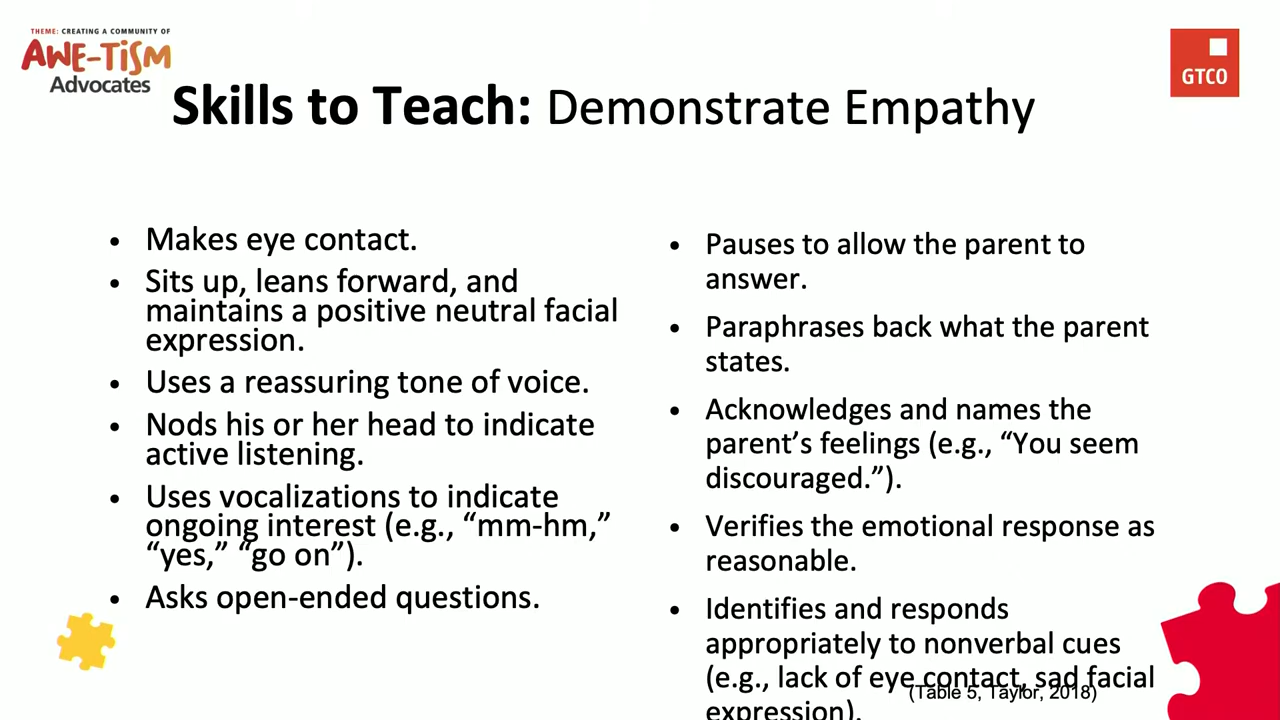 THEME: CREATING A COMMUNITY OF
AWE-TiSM
Advocates
GTCO
Skills to Teach: Demonstrate Empathy
• Makes eye contact.
• Sits up, leans forward, and
maintains a positive neutral facial
expression.
• Uses a reassuring tone of voice.
• Nods his or her head to indicate
active listening.
• Uses vocalizations to indicate
ongoing interest (e.g., “mm-hm,”
“yes,” “go on”).
• Asks open-ended questions.
• Pauses to allow the parent to
answer.
• Paraphrases back what the parent
states.
• Acknowledges and names the
parent’s feelings (e.g., “You seem
discouraged.”).
• Verifies the emotional response as
reasonable.
• Identifies and responds
appropriately to nonverbal cues
(e.g., lack of eye contact, sad facial
expression).
(Table 5, Taylor, 2018)